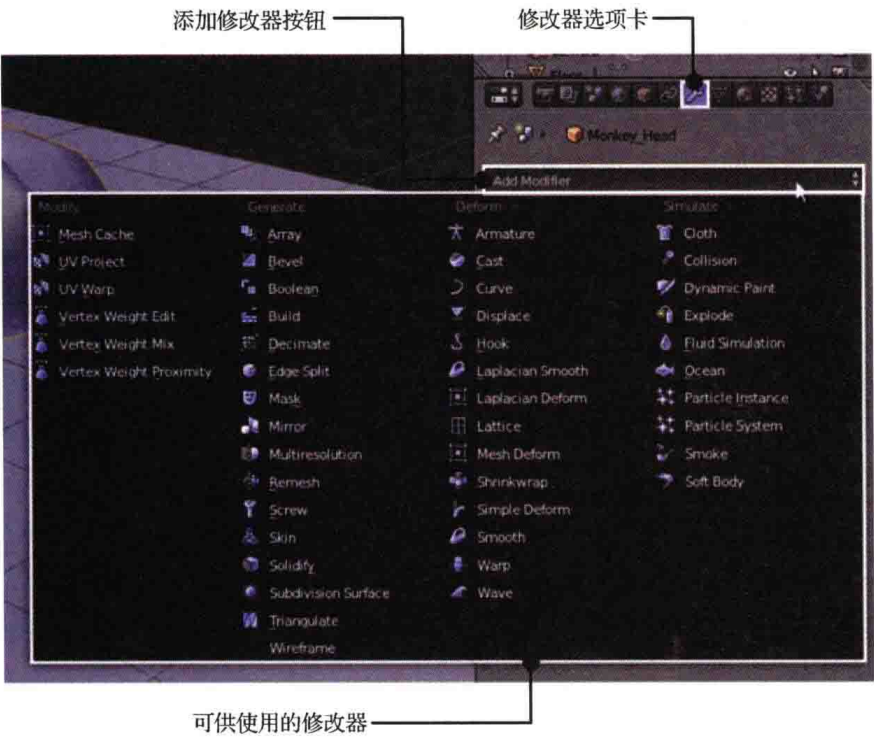 添加修改器按钮
修改器选项卡
Monkey_Head
Add Modifier
Modify
Mesh Cache
UV Project
UV Warp
Vertex Weight Edit
Vertex Weight Mix
Vertex Weight Proximity
Generate
Array
Bevel
Boolean
Build
Decimate
Edge Split
Mask
Mirror
Multiresolution
Remesh
Screw
Skin
Solidify
Subdivision Surface
Triangulate
Wireframe
Deform
Armature
Cast
Curve
Displace
Hook
Laplacian Smooth
Laplacian Deform
Lattice
Mesh Deform
Shrinkwrap
Simple Deform
Smooth
Warp
Wave
Simulate
Cloth
Collision
Dynamic Paint
Explode
Fluid Simulation
Ocean
Particle Instance
Particle System
Smoke
Soft Body
可供使用的修改器